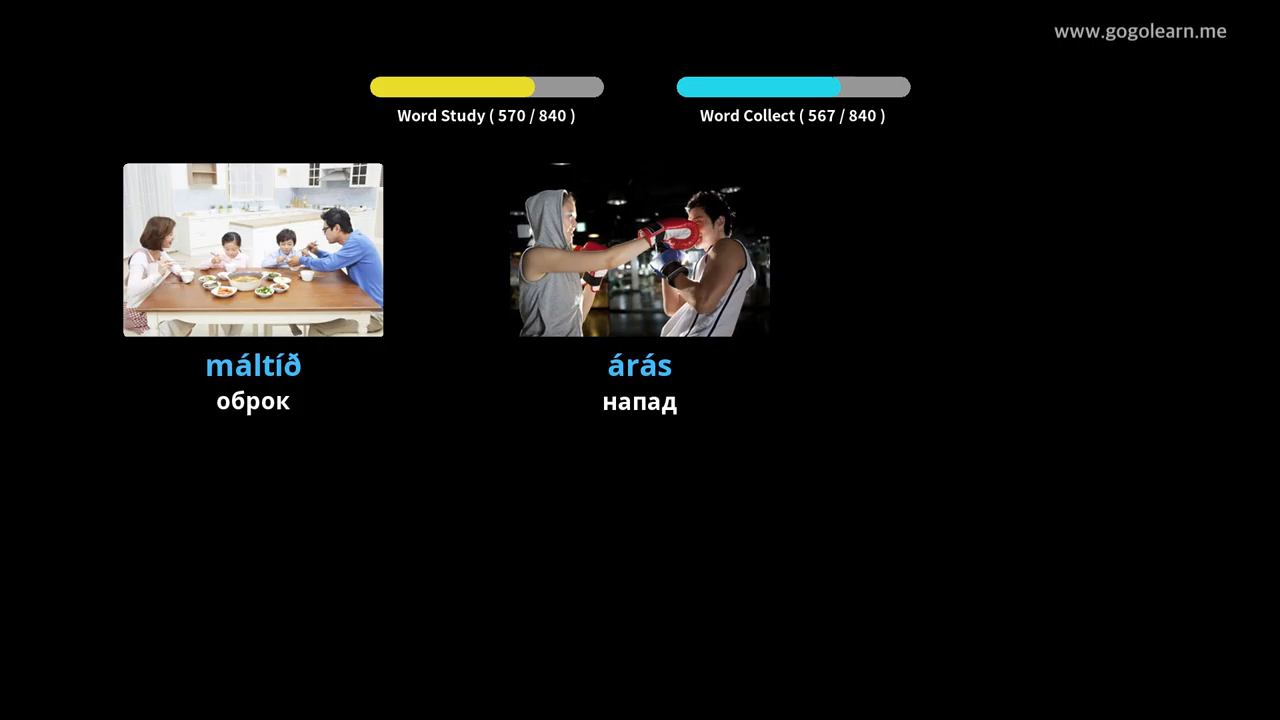 www.gogolearn.me
Word Study ( 570 / 840 )
Word Collect ( 567 / 840 )
máltíð
оброк
árás
напад